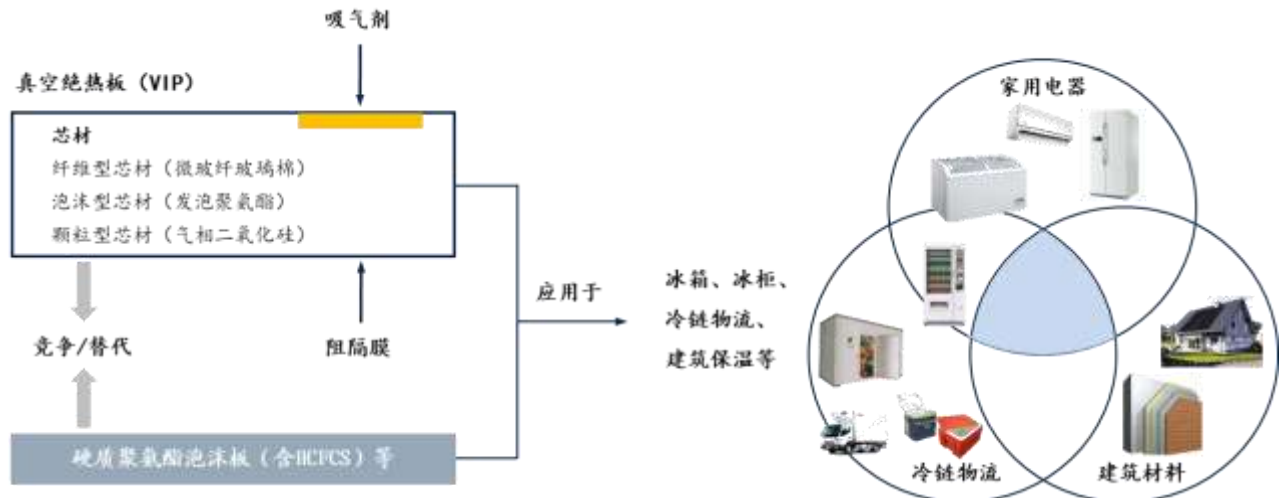 吸气剂
真空绝热板（VIP）
芯材
纤维型芯材（微玻纤玻璃棉）
泡沫型芯材（发泡聚氨酯）
颗粒型芯材（气相二氧化硅）
竞争/替代
阻隔膜
硬质聚氨酯泡沫板（含HCFCS）等
应用于
冰箱、冰柜、
冷链物流、
建筑保温等
家用电器
冷链物流
建筑材料